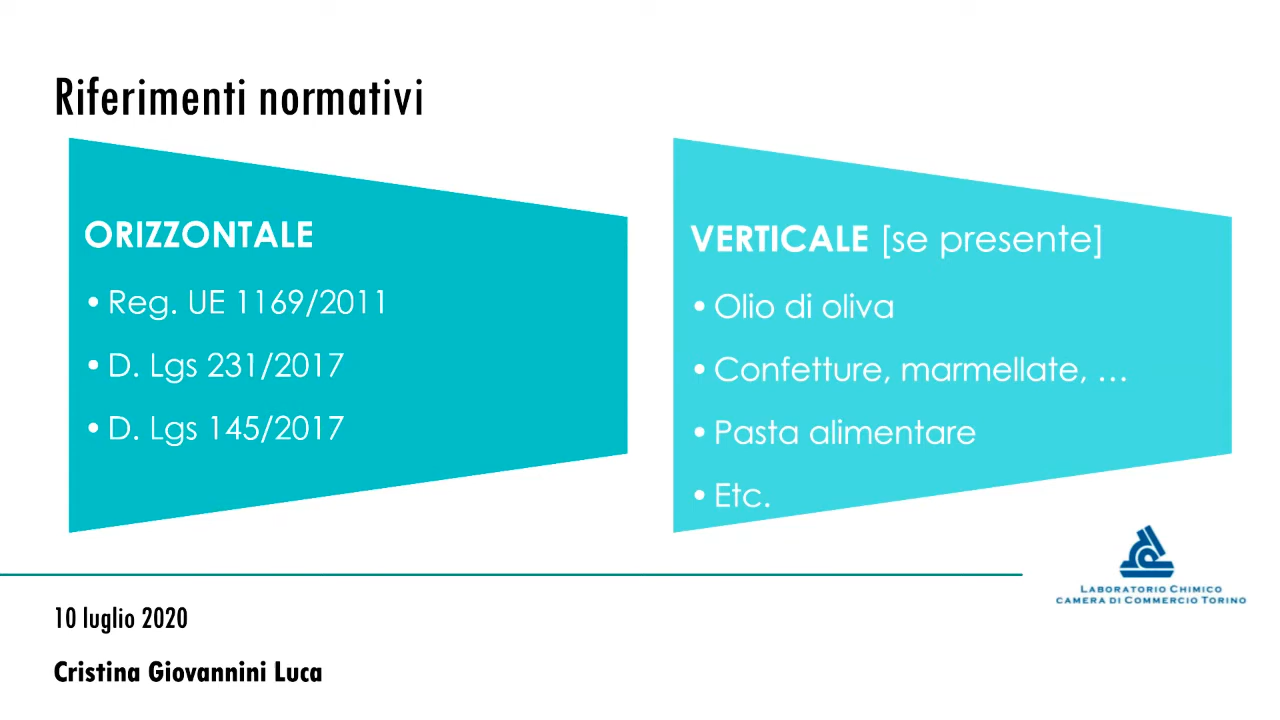 Riferimenti normativi
ORIZZONTALE
• Reg. UE 1169/2011
• D. Lgs 231/2017
• D. Lgs 145/2017
VERTICALE [se presente]
• Olio di oliva
• Confetture, marmellate, …
• Pasta alimentare
• Etc.
LABORATORIO CHIMICO
CAMERA DI COMMERCIO TORINO
10 luglio 2020
Cristina Giovannini Luca